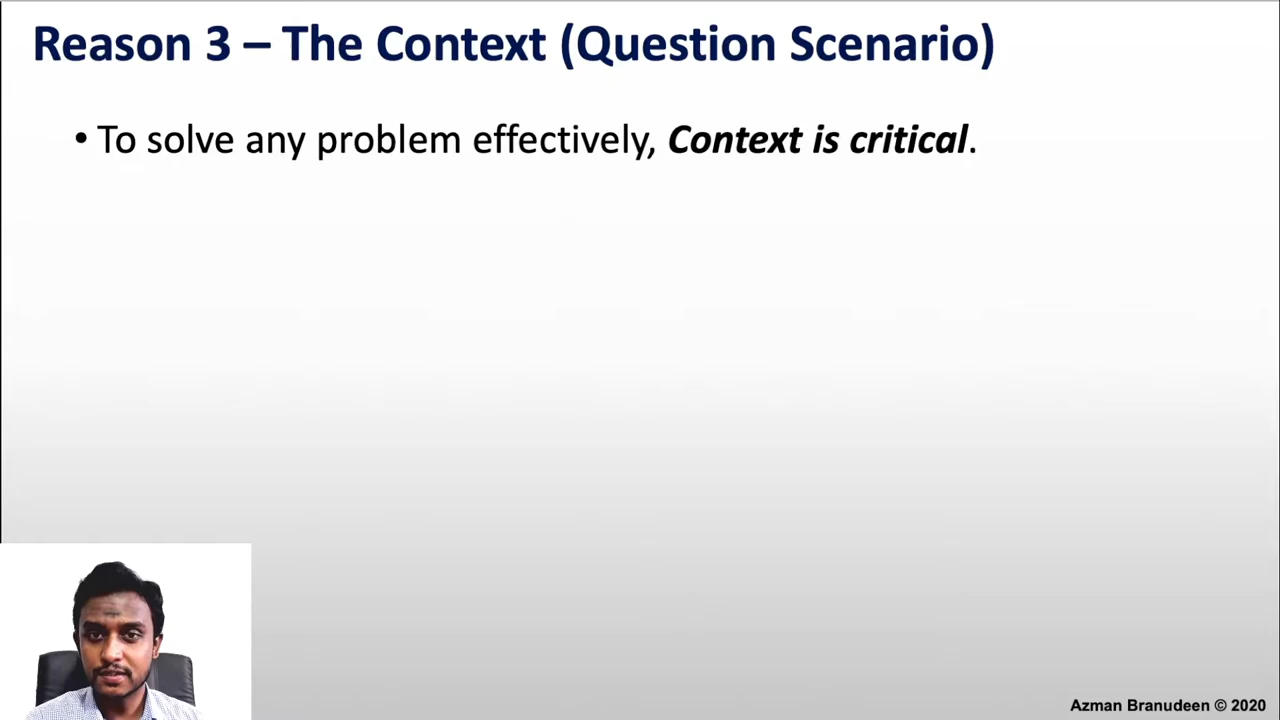 Reason 3 – The Context (Question Scenario)
• To solve any problem effectively, Context is critical.
Azman Branudeen © 2020